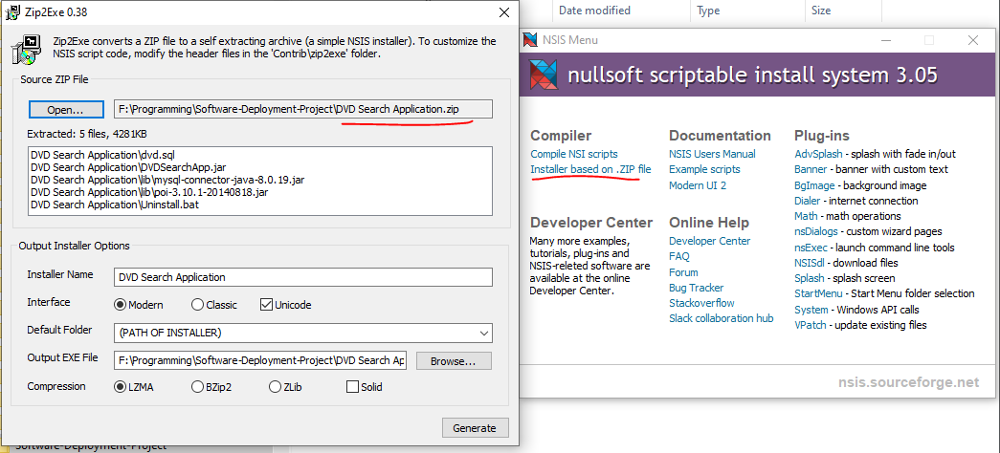 Zip2Exe 0.38
Zip2Exe converts a ZIP file to a self extracting archive (a simple NSIS installer). To customize the
NSIS script code, modify the header files in the 'Contrib\zip2exe' folder.
Source ZIP File
Open...
F:\Programming\Software-Deployment-Project\DVD Search Application.zip
Extracted: 5 files, 4281KB
DVD Search Application\dvd.sql
DVD Search Application\DVDSearchApp.jar
DVD Search Application\lib\mysql-connector-java-8.0.19.jar
DVD Search Application\lib\poi-3.10.1-20140818.jar
DVD Search Application\Uninstall.bat
Output Installer Options
Installer Name
DVD Search Application
Interface
Modern
Classic
Unicode
Default Folder
(PATH OF INSTALLER)
Output EXE File
F:\Programming\Software-Deployment-Project\DVD Search Ap
Browse...
Compression
LZMA
BZip2
ZLib
Solid
Generate
Software-Deployment-Project
Date modified
Type
Size
NSIS Menu
nullsoft scriptable install system 3.05
Compiler
Compile NSI scripts
Installer based on .ZIP file
Developer Center
Many more examples,
tutorials, plug-ins and
NSIS-releted software are
available at the online
Developer Center.
Documentation
NSIS Users Manual
Example scripts
Modern UI 2
Online Help
Developer Center
FAQ
Forum
Bug Tracker
Stackoverflow
Slack collaboration hub
Plug-ins
AdvSplash - splash with fade in/out
Banner - banner with custom text
BgImage - background image
Dialer - internet connection
Math - math operations
nsDialogs - custom wizard pages
nsExec - launch command line tools
NSISdl - download files
Splash - splash screen
StartMenu - Start Menu folder selection
System - Windows API calls
VPatch - update existing files
nsis.sourceforge.net